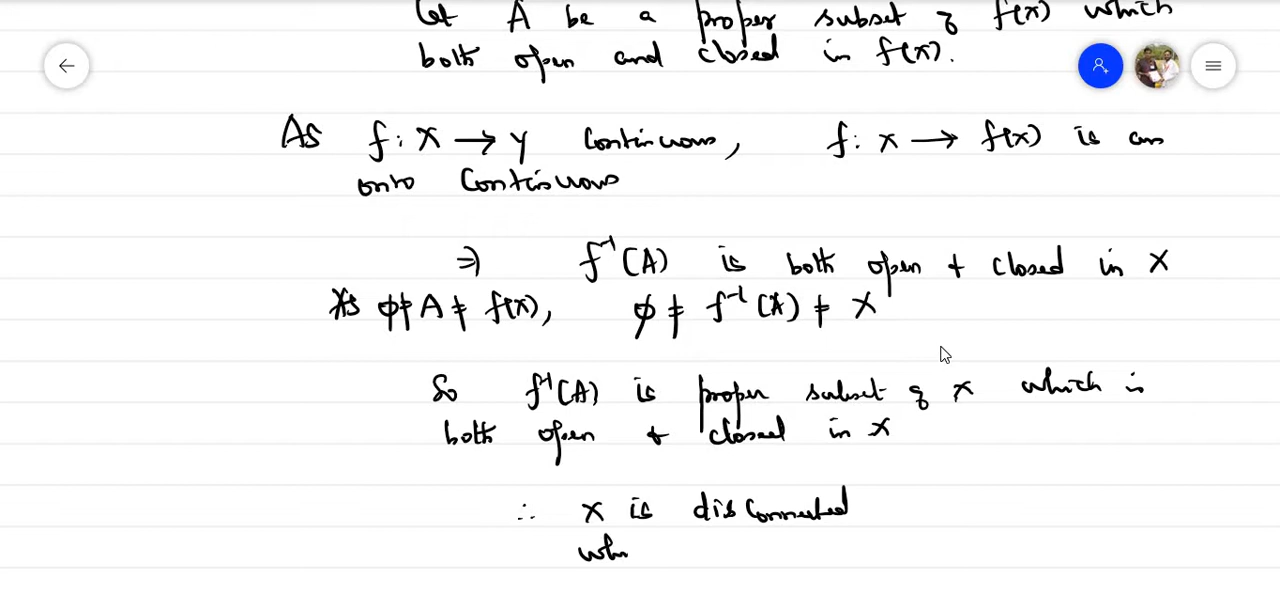 Let A be a proper subset of f(x) which
both open and closed in f(x).
As f: X → Y continuous, f: X → f(x) is an
onto continuous
⇒ f⁻¹(A) is both open + closed in X
As φ ≠ A ≠ f(x), φ ≠ f⁻¹(A) ≠ X
So f⁻¹(A) is proper subset of X which is
both open + closed in X
∴ X is disconnected
whi